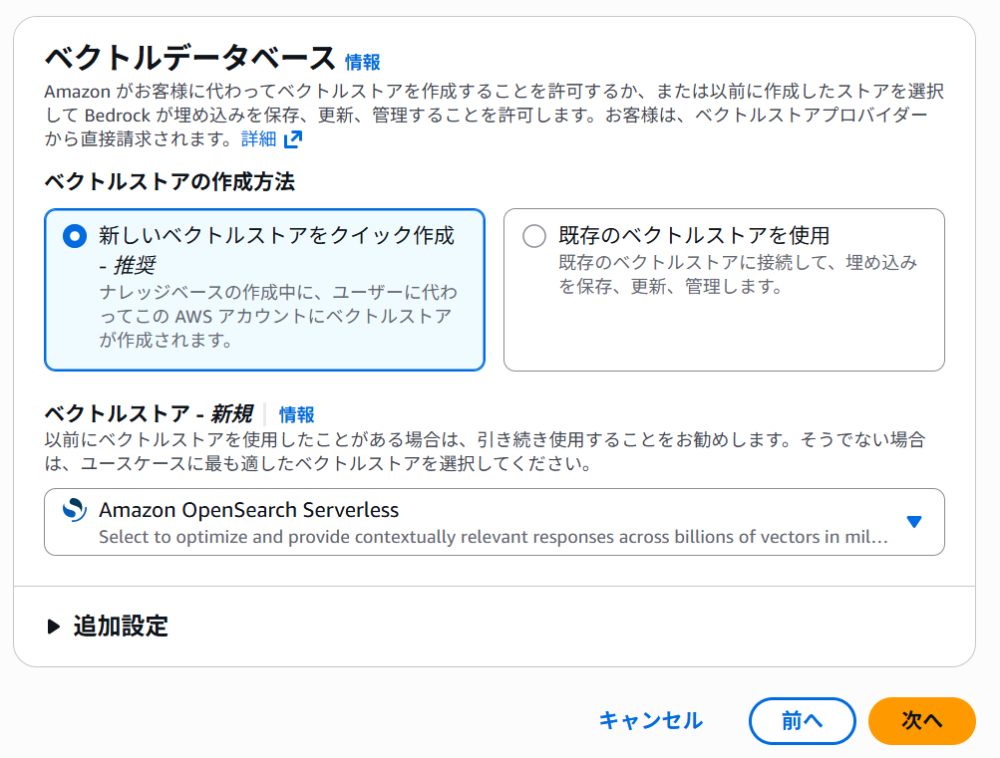 ベクトルデータベース 情報
Amazon がお客様に代わってベクトルストアを作成することを許可するか、または以前に作成したストアを選択
して Bedrock が埋め込みを保存、更新、管理することを許可します。お客様は、ベクトルストアプロバイダー
から直接請求されます。詳細
ベクトルストアの作成方法
新しいベクトルストアをクイック作成
- 推奨
ナレッジベースの作成中に、ユーザーに代わ
ってこの AWS アカウントにベクトルストア
が作成されます。
既存のベクトルストアを使用
既存のベクトルストアに接続して、埋め込み
を保存、更新、管理します。
ベクトルストア - 新規 情報
以前にベクトルストアを使用したことがある場合は、引き続き使用することをお勧めします。そうでない場合
は、ユースケースに最も適したベクトルストアを選択してください。
Amazon OpenSearch Serverless
Select to optimize and provide contextually relevant responses across billions of vectors in mil...
追加設定
キャンセル 前へ 次へ